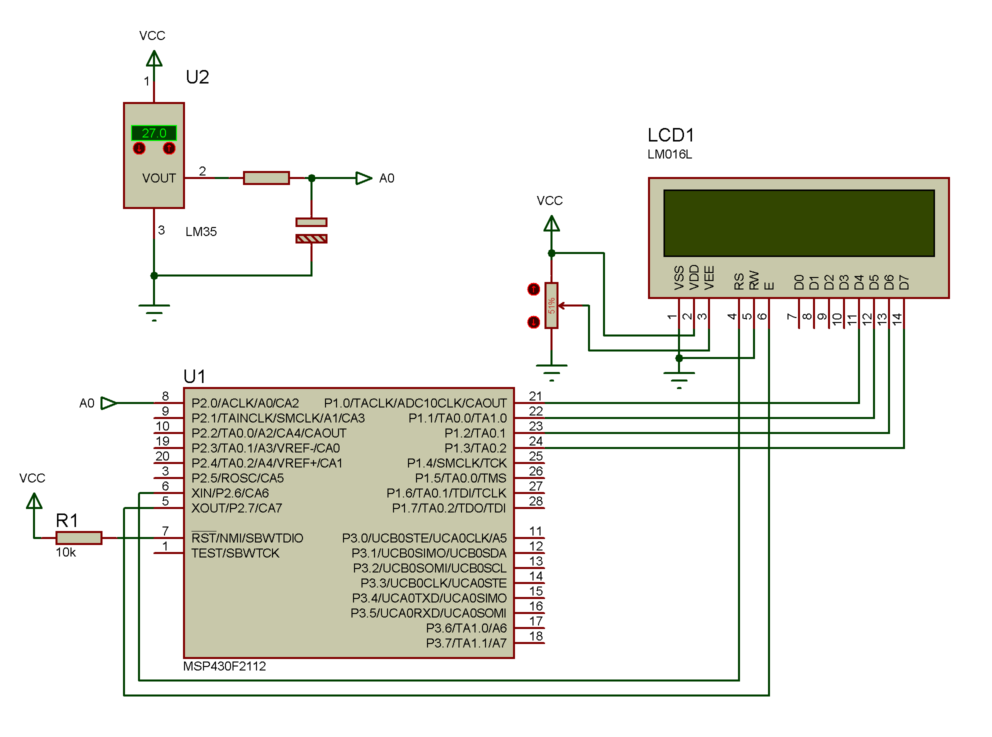 VCC
1
U2
27.0
VOUT
2
A0
3
LM35
LCD1
LM016L
VCC
51%
VSS
VDD
VEE
RS
RW
E
D0
D1
D2
D3
D4
D5
D6
D7
1
2
3
4
5
6
7
8
9
10
11
12
13
14
U1
A0
8 P2.0/ACLK/A0/CA2 P1.0/TACLK/ADC10CLK/CAOUT 21
9 P2.1/TAINCLK/SMCLK/A1/CA3 P1.1/TA0.0/TA1.0 22
10 P2.2/TA0.0/A2/CA4/CAOUT P1.2/TA0.1 23
19 P2.3/TA0.1/A3/VREF-/CA0 P1.3/TA0.2 24
20 P2.4/TA0.2/A4/VREF+/CA1 P1.4/SMCLK/TCK 25
3 P2.5/ROSC/CA5 P1.5/TA0.0/TMS 26
6 XIN/P2.6/CA6 P1.6/TA0.1/TDI/TCLK 27
5 XOUT/P2.7/CA7 P1.7/TA0.2/TDO/TDI 28
VCC
R1
10k
7 RST/NMI/SBWTDIO P3.0/UCB0STE/UCA0CLK/A5 11
1 TEST/SBWTCK P3.1/UCB0SIMO/UCB0SDA 12
P3.2/UCB0SOMI/UCB0SCL 13
P3.3/UCB0CLK/UCA0STE 14
P3.4/UCA0TXD/UCA0SIMO 15
P3.5/UCA0RXD/UCA0SOMI 16
P3.6/TA1.0/A6 17
P3.7/TA1.1/A7 18
MSP430F2112